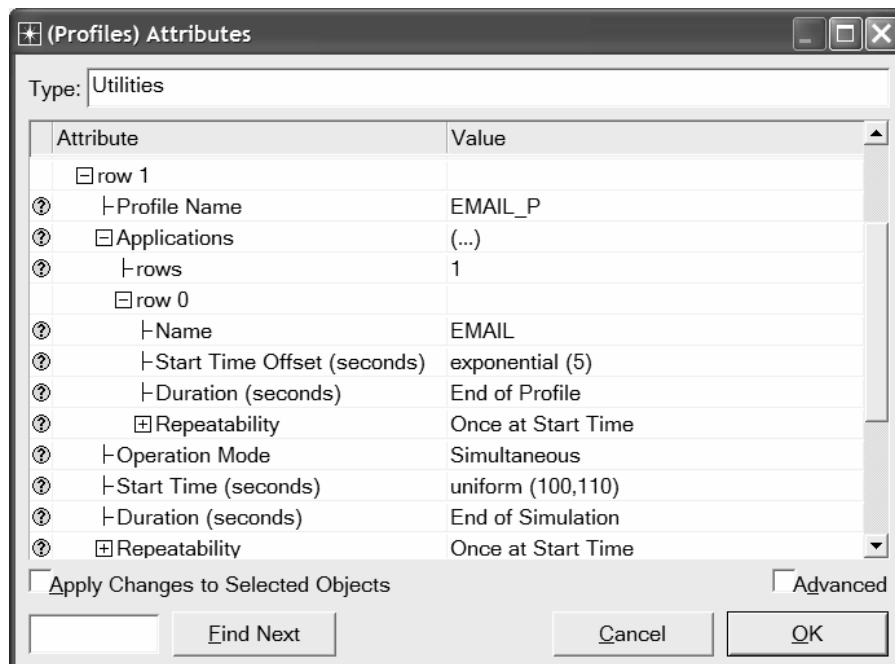 (Profiles) Attributes
Type: Utilities
Attribute Value
row 1
Profile Name EMAIL_P
Applications (...)
rows 1
row 0
Name EMAIL
Start Time Offset (seconds) exponential (5)
Duration (seconds) End of Profile
Repeatability Once at Start Time
Operation Mode Simultaneous
Start Time (seconds) uniform (100,110)
Duration (seconds) End of Simulation
Repeatability Once at Start Time
Apply Changes to Selected Objects Advanced
Find Next Cancel OK